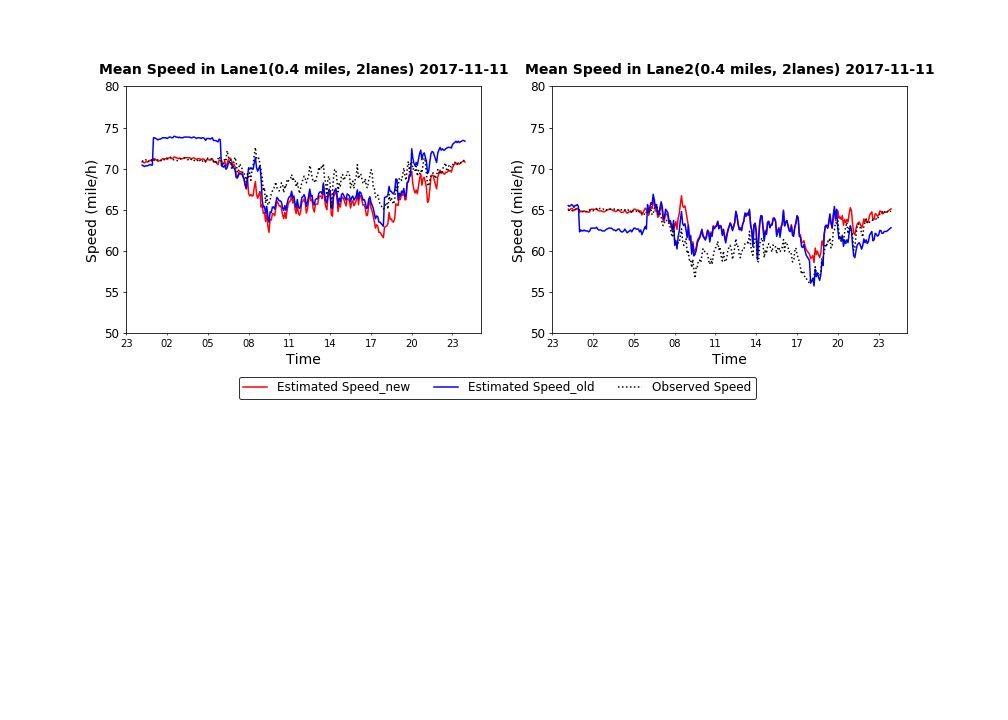 Mean Speed in Lane1(0.4 miles, 2lanes) 2017-11-11
80
75
70
65
60
55
50
Speed (mile/h)
23 02 05 08 11 14 17 20 23
Time
Mean Speed in Lane2(0.4 miles, 2lanes) 2017-11-11
80
75
70
65
60
55
50
Speed (mile/h)
23 02 05 08 11 14 17 20 23
Time
Estimated Speed_new Estimated Speed_old Observed Speed